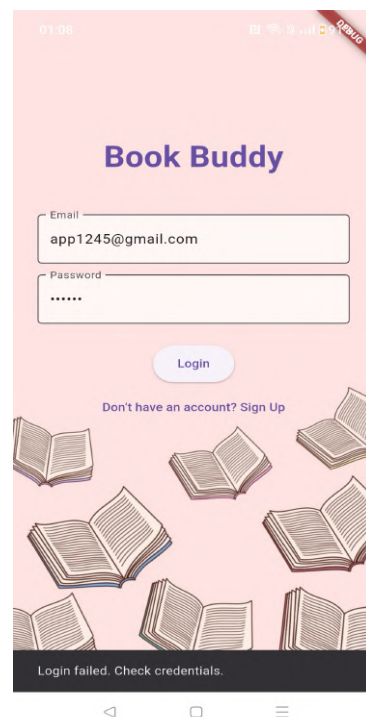 01:08
DEBUG
Book Buddy
Email
app1245@gmail.com
Password
••••••
Login
Don't have an account? Sign Up
Login failed. Check credentials.